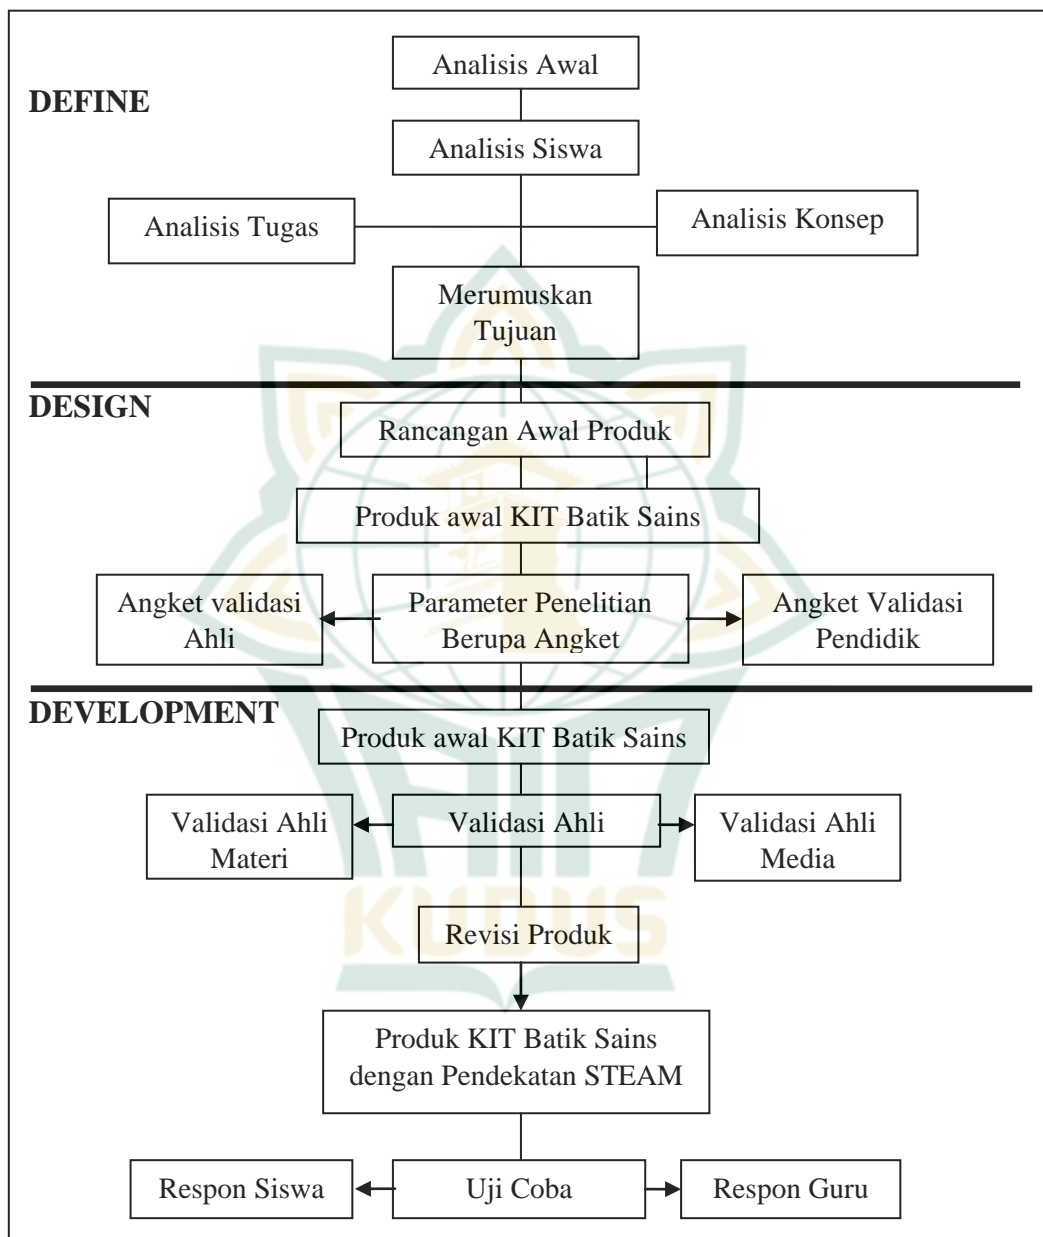 Analisis Awal
DEFINE
Analisis Siswa
Analisis Tugas
Analisis Konsep
Merumuskan
Tujuan
DESIGN
Rancangan Awal Produk
Produk awal KIT Batik Sains
Angket validasi
Ahli
Parameter Penelitian
Berupa Angket
Angket Validasi
Pendidik
DEVELOPMENT
Produk awal KIT Batik Sains
Validasi Ahli
Materi
Validasi Ahli
Validasi Ahli
Media
KUDUS
Revisi Produk
Produk KIT Batik Sains
dengan Pendekatan STEAM
Respon Siswa
Uji Coba
Respon Guru